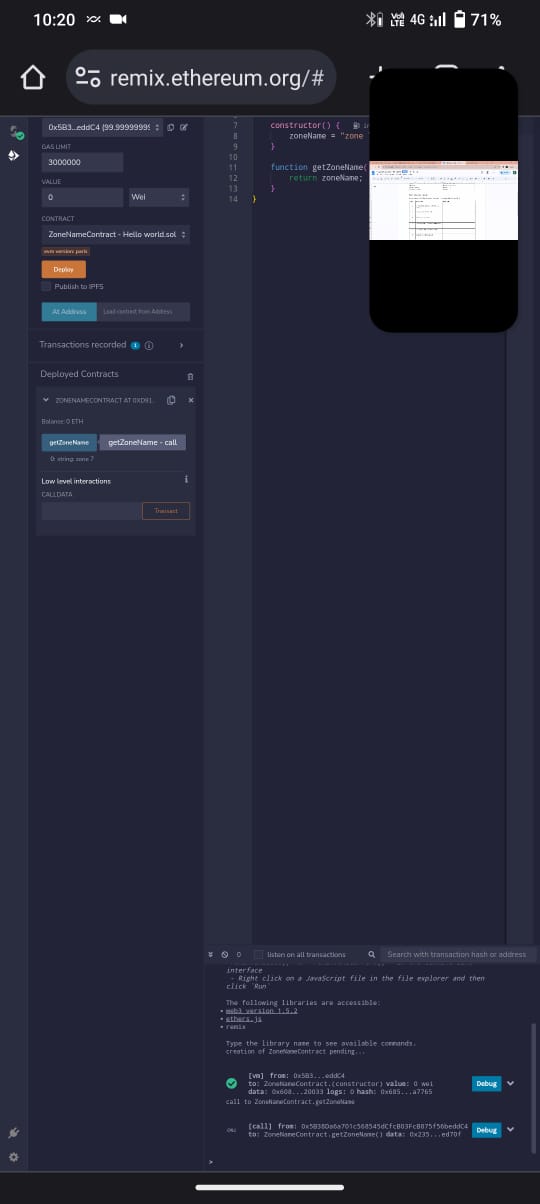 10:20 Vo) LTE 4G 71%
remix.ethereum.org/#
0x5B3...eddC4 (99.99999999
GAS LIMIT
3000000
VALUE
0 Wei
CONTRACT
ZoneNameContract - Hello world.sol
evm version: paris
Deploy
Publish to IPFS
At Address Load contract from Address
Transactions recorded 1 i
Deployed Contracts
ZONENAMECONTRACT AT 0XD91...
Balance: 0 ETH
getZoneName getZoneName - call
0: string: zone 7
Low level interactions i
CALLDATA
Transact
7 constructor() {
8 zoneName = "zone
9 }
10
11 function getZoneName(
12 return zoneName;
13 }
14 }
0 listen on all transactions Search with transaction hash or address
interface
- Right click on a JavaScript file in the file explorer and then
click `Run`
The following libraries are accessible:
• web3 version 1.5.2
• ethers.js
• remix
Type the library name to see available commands.
creation of ZoneNameContract pending...
[vm] from: 0x5B3...eddC4
to: ZoneNameContract.(constructor) value: 0 wei Debug
data: 0x608...20033 logs: 0 hash: 0x685...a7765
call to ZoneNameContract.getZoneName
CALL [call] from: 0x5B38Da6a701c568545dCfcB03FcB875f56beddC4
to: ZoneNameContract.getZoneName() data: 0x235...ed70f Debug
>